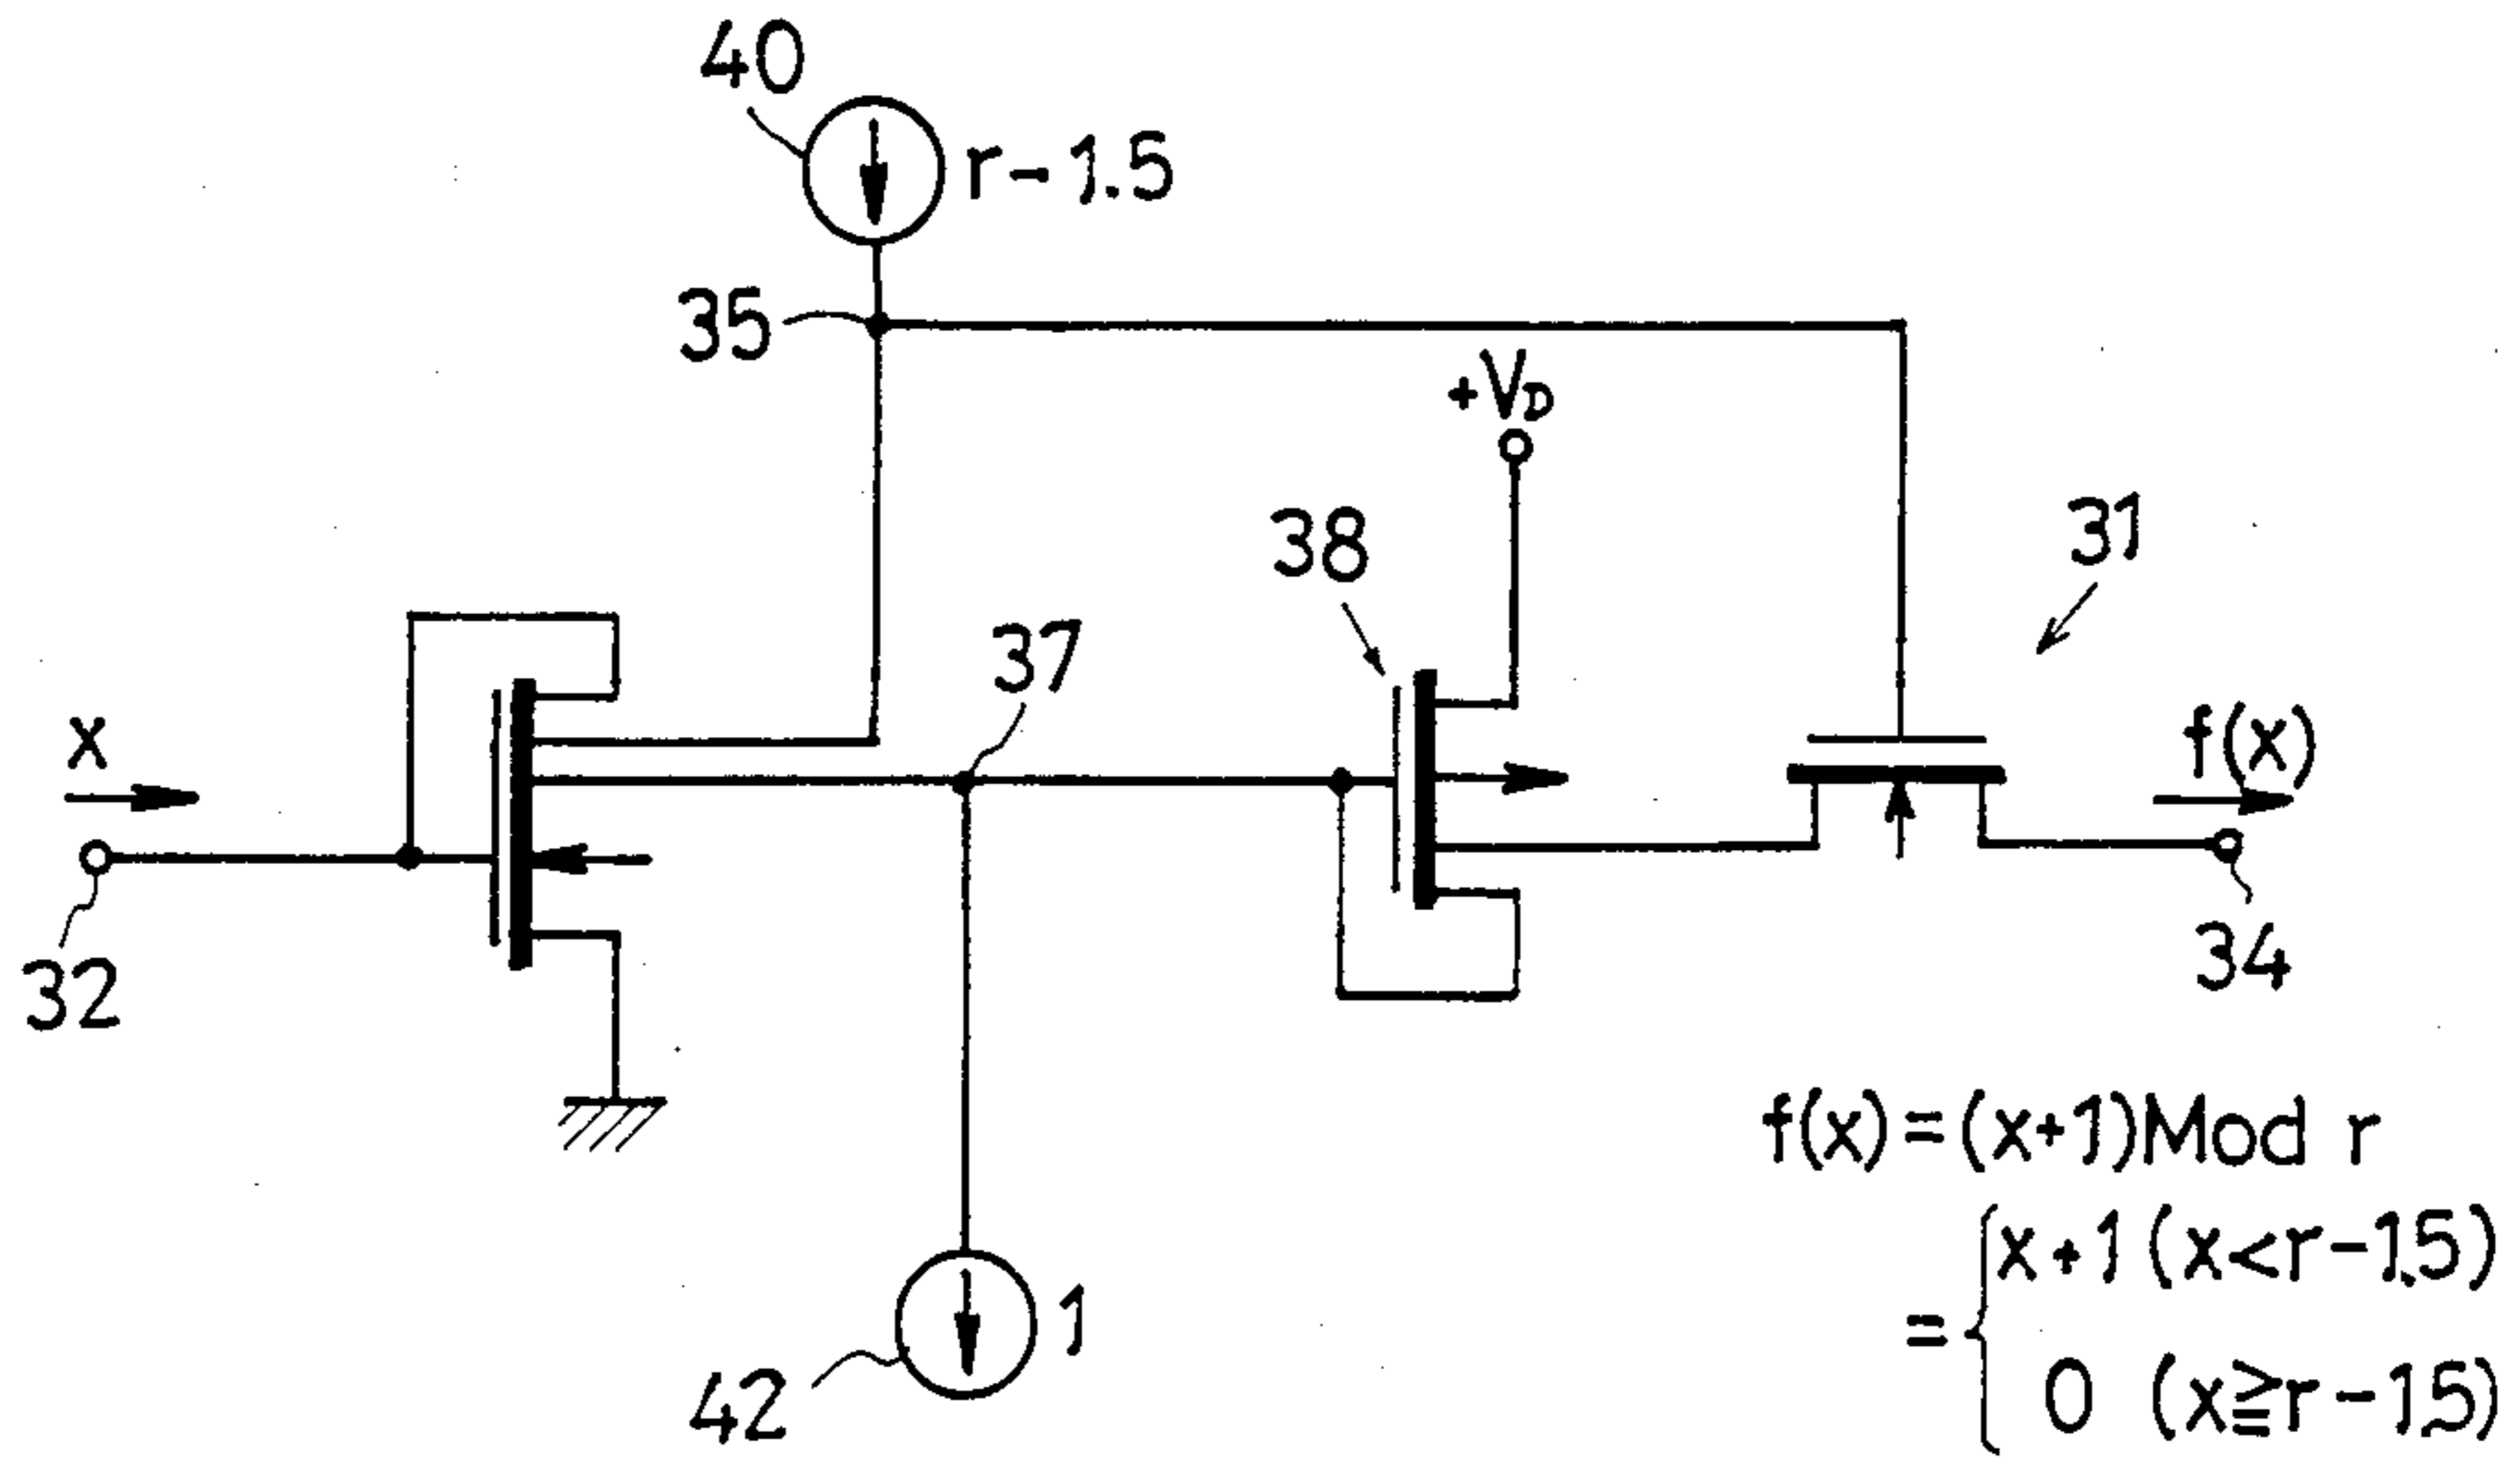 40
r-1.5
35
+VD
38
31
37
x
f(x)
32
34
f(x)=(x+1)Mod r
= { x+1 (x<r-1.5)
0 (x≧r-1.5)
1
42